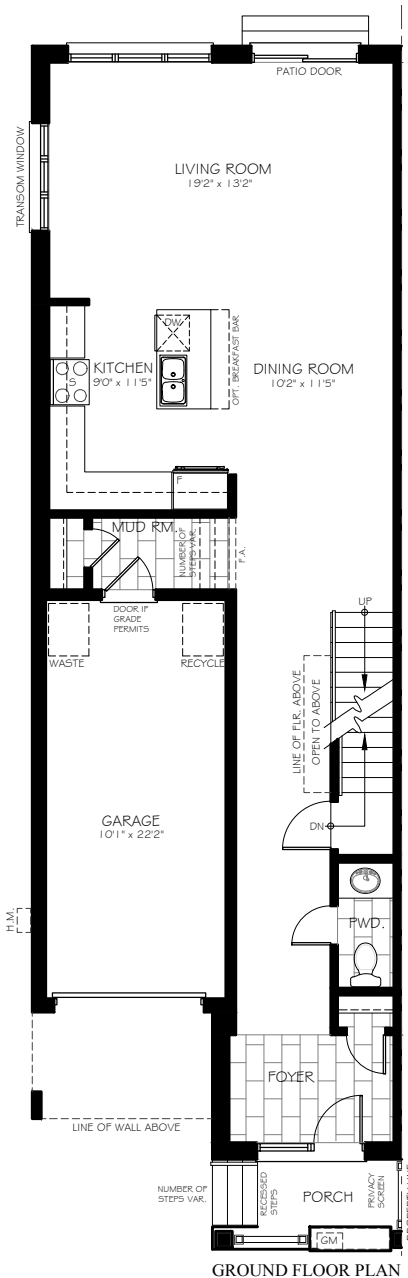 PATIO DOOR
TRANSOM WINDOW
LIVING ROOM
19'2" x 13'2"
DW
OPT. BREAKFAST BAR
KITCHEN
9'0" x 11'5"
S
DINING ROOM
10'2" x 11'5"
F
MUD RM.
NUMBER OF
STEPS VAR.
F.A.
DOOR IF
GRADE
PERMITS
WASTE
RECYCLE
UP
LINE OF FLR. ABOVE
OPEN TO ABOVE
GARAGE
10'1" x 22'2"
DN
H.M.
PWD.
FOYER
LINE OF WALL ABOVE
NUMBER OF
STEPS VAR.
RECESSED
STEPS
PORCH
PRIVACY
SCREEN
PROPERTY LINE
GM
GROUND FLOOR PLAN